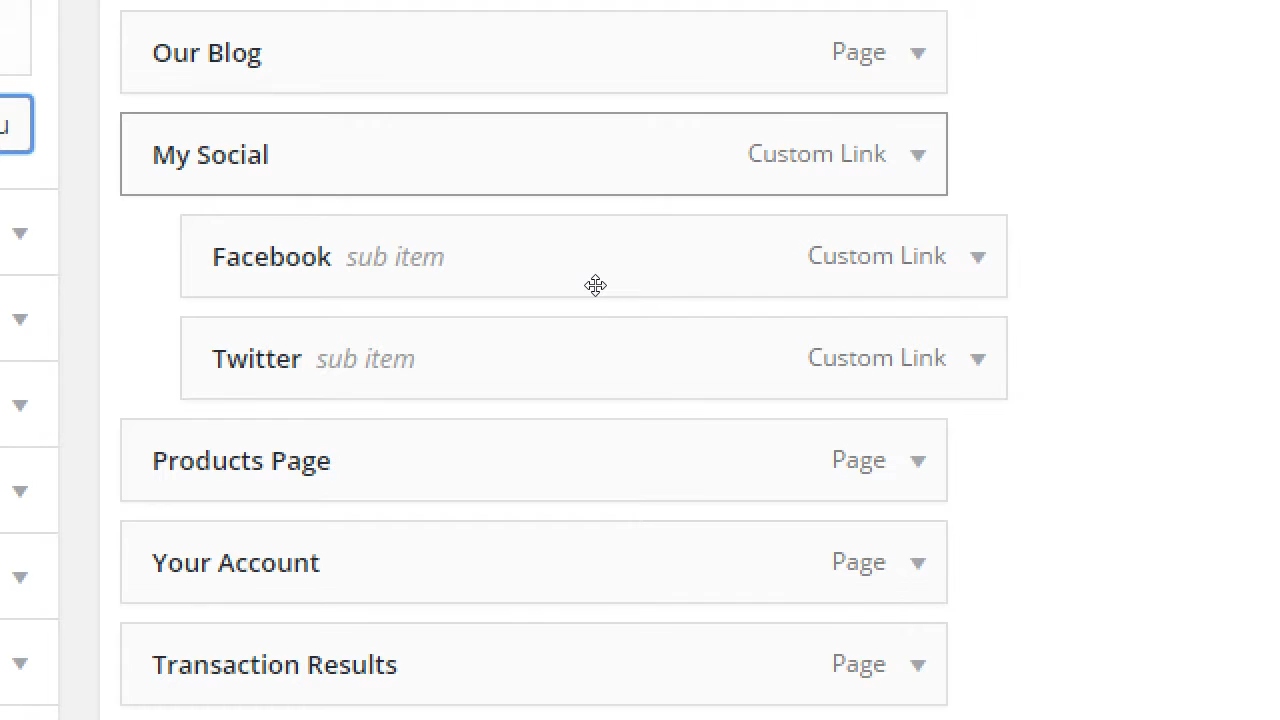 Our Blog Page
u
My Social Custom Link
Facebook sub item Custom Link
Twitter sub item Custom Link
Products Page Page
Your Account Page
Transaction Results Page